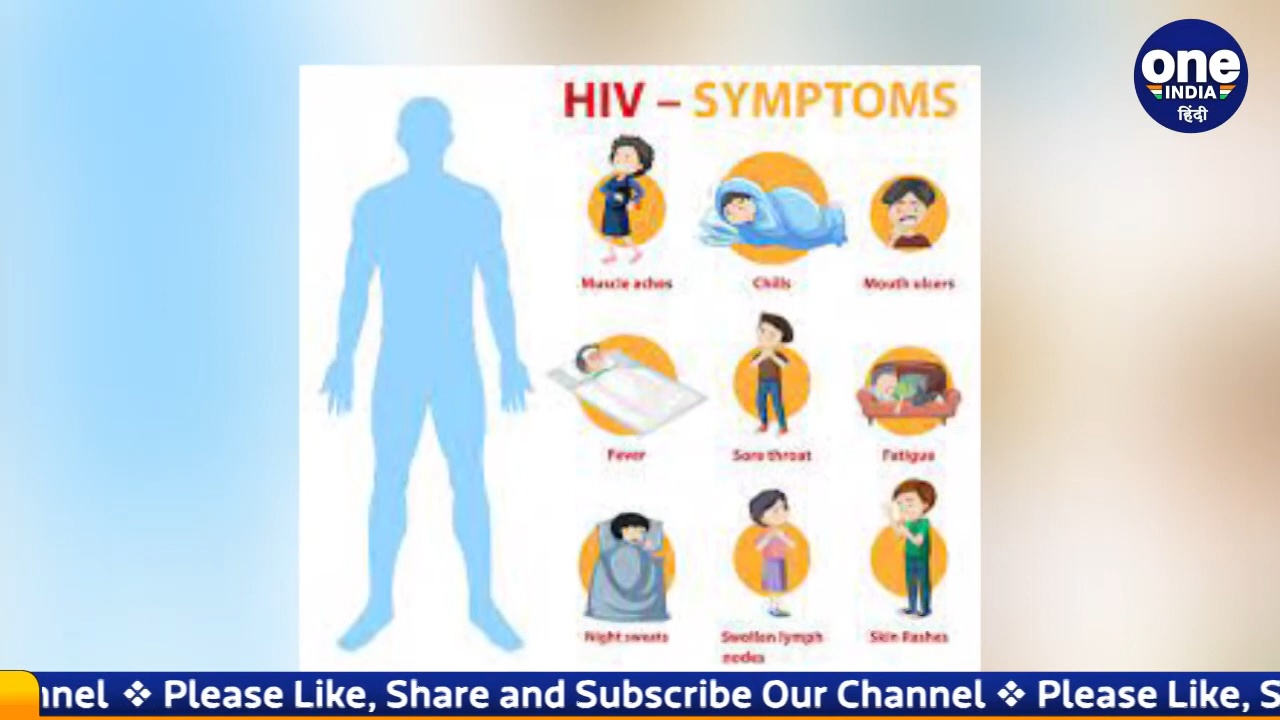 one
INDIA
हिंदी
HIV – SYMPTOMS
Muscle aches
Chills
Mouth ulcers
Fever
Sore throat
Fatigue
Night sweats
Swollen lymph
nodes
Skin Rashes
nnel ❖ Please Like, Share and Subscribe Our Channel ❖ Please Like, S